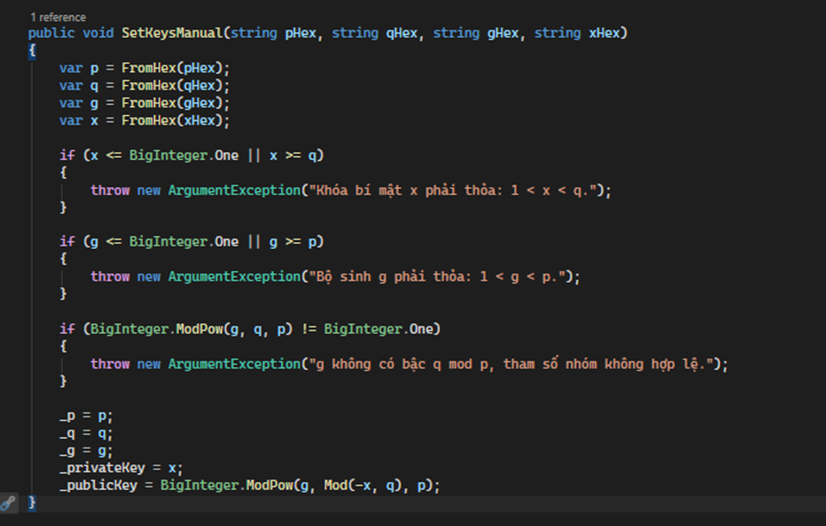 1 reference
public void SetKeysManual(string pHex, string qHex, string gHex, string xHex)
{
var p = FromHex(pHex);
var q = FromHex(qHex);
var g = FromHex(gHex);
var x = FromHex(xHex);
if (x <= BigInteger.One || x >= q)
{
throw new ArgumentException("Khóa bí mật x phải thỏa: 1 < x < q.");
}
if (g <= BigInteger.One || g >= p)
{
throw new ArgumentException("Bộ sinh g phải thỏa: 1 < g < p.");
}
if (BigInteger.ModPow(g, q, p) != BigInteger.One)
{
throw new ArgumentException("g không có bậc q mod p, tham số nhóm không hợp lệ.");
}
_p = p;
_q = q;
_g = g;
_privateKey = x;
_publicKey = BigInteger.ModPow(g, Mod(-x, q), p);
}